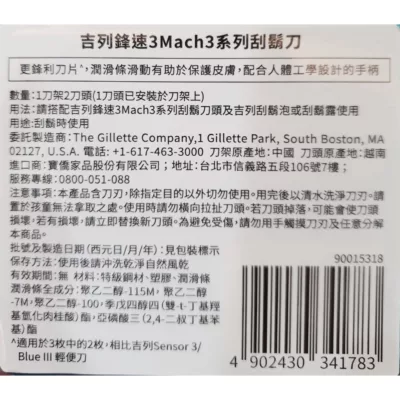 吉列鋒速3Mach3系列刮鬍刀
更鋒利刀片^,潤滑條滑動有助於保護皮膚,配合人體工學設計的手柄
數量:1刀架2刀頭(1刀頭已安裝於刀架上)
用法:請搭配吉列鋒速3Mach3系列刮鬍刀頭及吉列刮鬍泡或刮鬍露使用
用途:刮鬍時使用
委託製造商:The Gillette Company,1 Gillette Park, South Boston, MA
02127, U.S.A. 電話: +1-617-463-3000 刀架原產地:中國 刀頭原產地:越南
進口商:寶僑家品股份有限公司;地址:台北市信義路五段106號7樓;
服務專線:0800-051-088
注意事項:本產品含刀刃,除指定目的以外切勿使用。用完後以清水洗淨刀刃。請
置於孩童無法拿取之處。使用時請勿橫向拉扯刀頭。若刀頭掉落,可能會使刀頭
若有損壞,請立即替換新刀頭。為避免受傷,請勿用手觸摸刀刃及任意分解
本商品。
批號及製造日期(西元日/月/年):見包裝標示
保存方法:使用後請沖洗乾淨自然風乾
有效期間:無 材料:特級鋼材、塑膠、潤滑條
潤滑條成分:聚乙二醇-115M, 聚乙二醇
-7M,聚乙二醇-100,季戊四醇四(雙-t-丁基羥
基氫化肉桂酸)酯, 亞磷酸三(2,4-二叔丁基苯
基)酯
^適用於3枚中的2枚,相比吉列Sensor 3/
Blue III 輕便刀
90015318
4 902430 341783